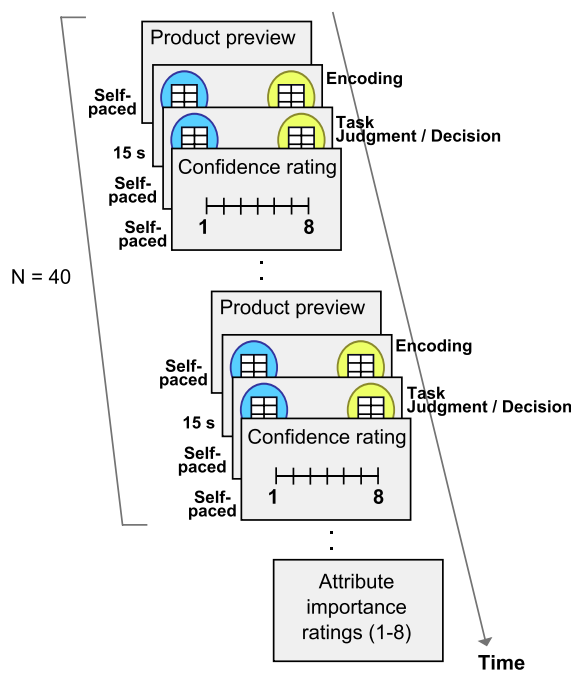 Product preview
Encoding
Self-
paced
Task
Judgment / Decision
15 s
Confidence rating
Self-
paced
1 8
Self-
paced
N = 40
Product preview
Encoding
Self-
paced
Task
Judgment / Decision
15 s
Confidence rating
Self-
paced
1 8
Self-
paced
Attribute
importance
ratings (1-8)
Time